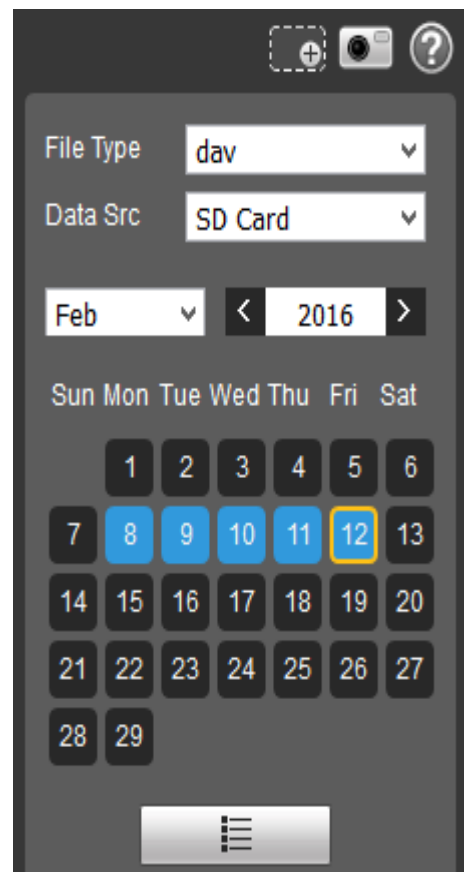 ?
File Type dav
Data Src SD Card
Feb 2016
Sun Mon Tue Wed Thu Fri Sat
1 2 3 4 5 6
7 8 9 10 11 12 13
14 15 16 17 18 19 20
21 22 23 24 25 26 27
28 29